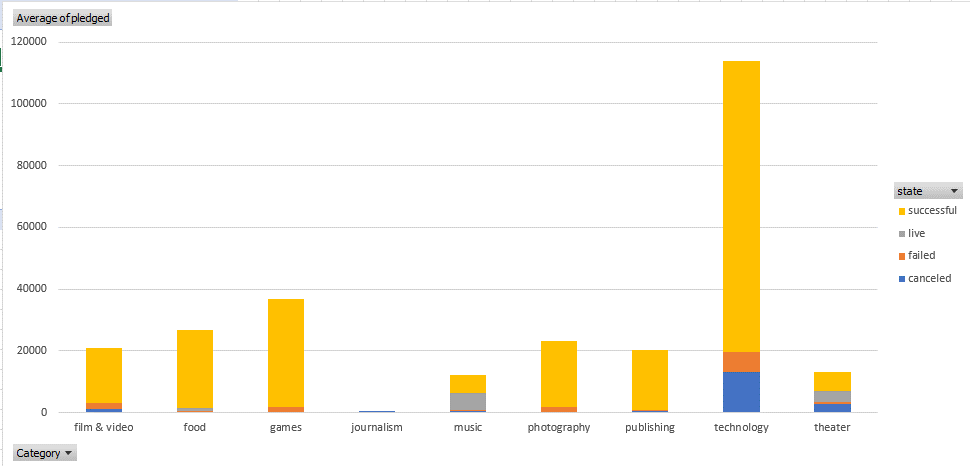 Average of pledged
120000
100000
80000
60000
40000
20000
0
film & video food games journalism music photography publishing technology theater
Category
state
successful
live
failed
canceled